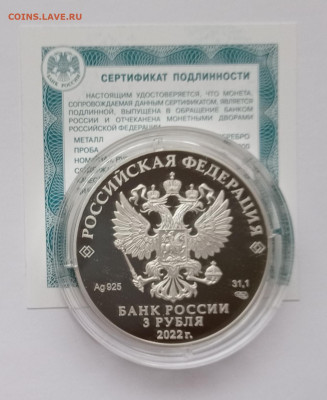 COINS.LAVE.RU
СЕРТИФИКАТ ПОДЛИННОСТИ
НАСТОЯЩИМ УДОСТОВЕРЯЕТСЯ, ЧТО МОНЕТА,
СОПРОВОЖДАЕМАЯ ДАННЫМ СЕРТИФИКАТОМ, ЯВЛЯЕТСЯ
ПОДЛИННОЙ, ВЫПУЩЕНА В ОБРАЩЕНИЕ БАНКОМ
РОССИИ И ОТЧЕКАНЕНА МОНЕТНЫМИ ДВОРАМИ
РОССИЙСКОЙ ФЕДЕРАЦИИ
МЕТАЛЛ
ПРОБА
РОССИЙСКАЯ ФЕДЕРАЦИЯ
Ag 925
31,1
БАНК РОССИИ
3 РУБЛЯ
2022 г.